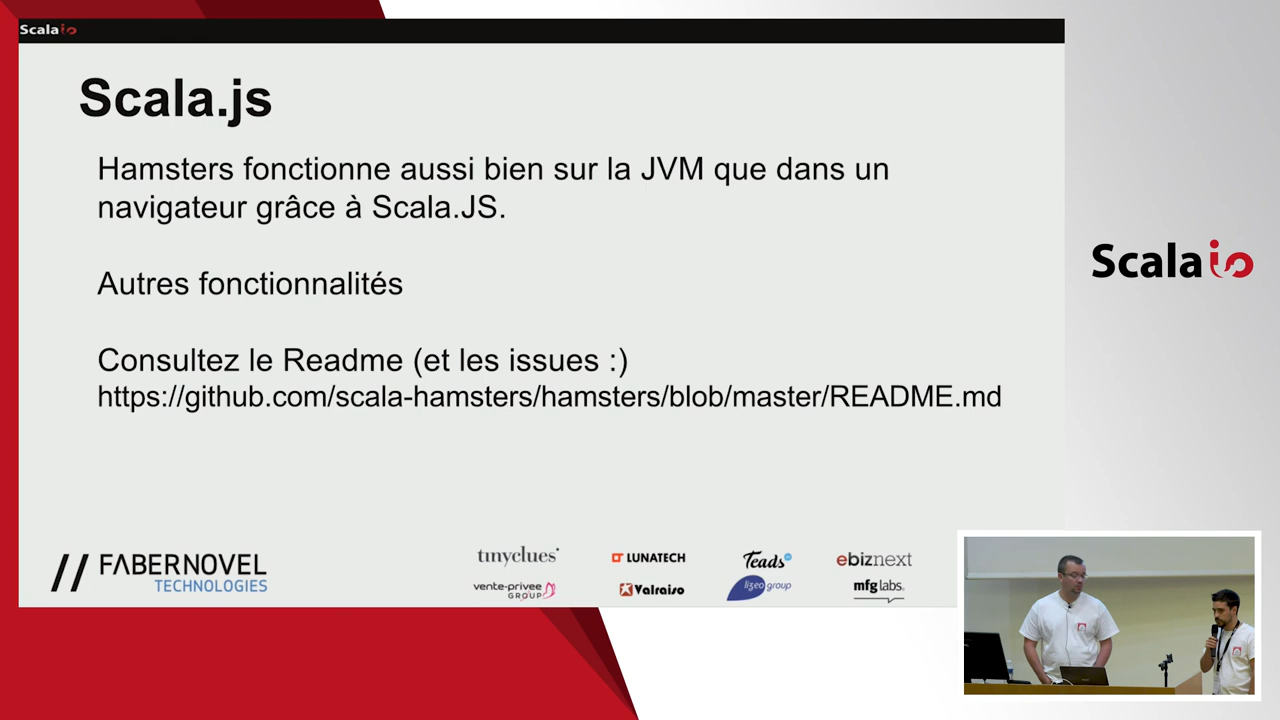 Scalaio
Scala.js
Hamsters fonctionne aussi bien sur la JVM que dans un
navigateur grâce à Scala.JS.
Autres fonctionnalités
Consultez le Readme (et les issues :)
https://github.com/scala-hamsters/hamsters/blob/master/README.md
Scalaio
// FABERNOVEL
TECHNOLOGIES
tinyclues
LUNATECH
Teads
ebiznext
vente-privee
GROUP
Valraiso
lizeo group
mfg labs.